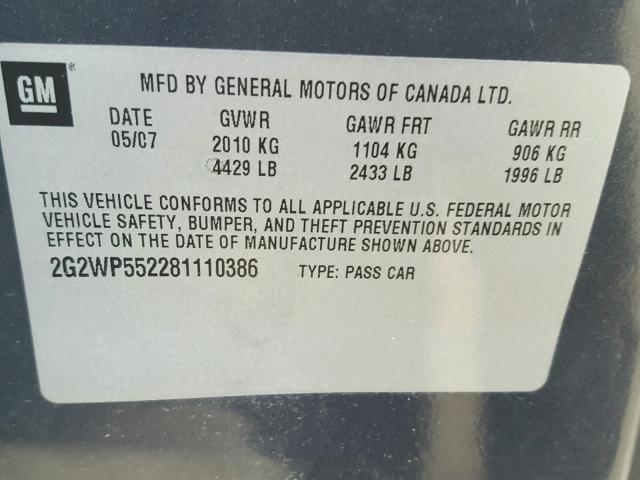 GM®
MFD BY GENERAL MOTORS OF CANADA LTD.
DATE GVWR GAWR FRT GAWR RR
05/07 2010 KG 1104 KG 906 KG
4429 LB 2433 LB 1996 LB
THIS VEHICLE CONFORMS TO ALL APPLICABLE U.S. FEDERAL MOTOR
VEHICLE SAFETY, BUMPER, AND THEFT PREVENTION STANDARDS IN
EFFECT ON THE DATE OF MANUFACTURE SHOWN ABOVE.
2G2WP552281110386 TYPE: PASS CAR